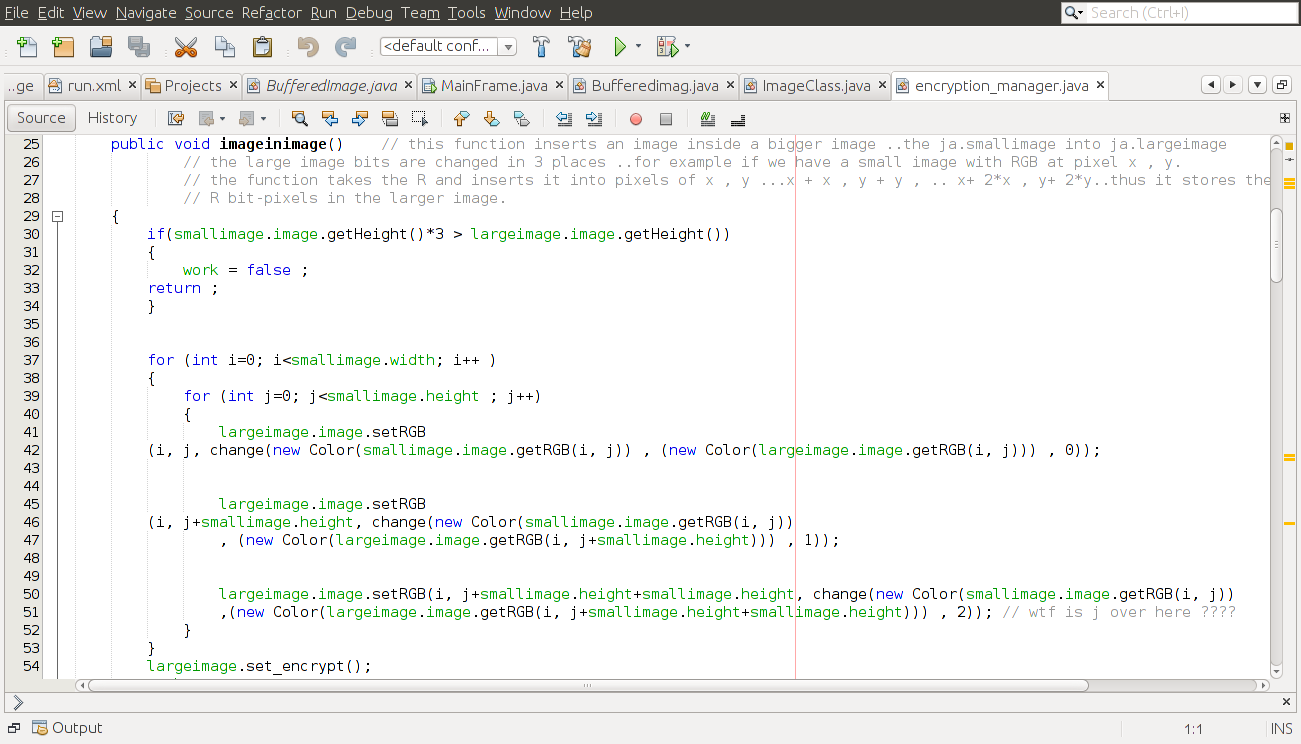 File Edit View Navigate Source Refactor Run Debug Team Tools Window Help Search (Ctrl+I)
<default conf...
..ge run.xml Projects BufferedImage.java MainFrame.java Bufferedimag.java ImageClass.java encryption_manager.java
Source History
25 public void imageinimage() // this function inserts an image inside a bigger image ..the ja.smallimage into ja.largeimage
26 // the large image bits are changed in 3 places ..for example if we have a small image with RGB at pixel x , y.
27 // the function takes the R and inserts it into pixels of x , y ...x + x , y + y , .. x+ 2*x , y+ 2*y..thus it stores the
28 // R bit-pixels in the larger image.
29 {
30 if(smallimage.image.getHeight()*3 > largeimage.image.getHeight())
31 {
32 work = false ;
33 return ;
34 }
35
36
37 for (int i=0; i<smallimage.width; i++ )
38 {
39 for (int j=0; j<smallimage.height ; j++)
40 {
41 largeimage.image.setRGB
42 (i, j, change(new Color(smallimage.image.getRGB(i, j)) , (new Color(largeimage.image.getRGB(i, j))) , 0));
43
44
45 largeimage.image.setRGB
46 (i, j+smallimage.height, change(new Color(smallimage.image.getRGB(i, j))
47 , (new Color(largeimage.image.getRGB(i, j+smallimage.height))) , 1));
48
49
50 largeimage.image.setRGB(i, j+smallimage.height+smallimage.height, change(new Color(smallimage.image.getRGB(i, j))
51 ,(new Color(largeimage.image.getRGB(i, j+smallimage.height+smallimage.height))) , 2)); // wtf is j over here ????
52 }
53 }
54 largeimage.set_encrypt();
Output 1:1 INS